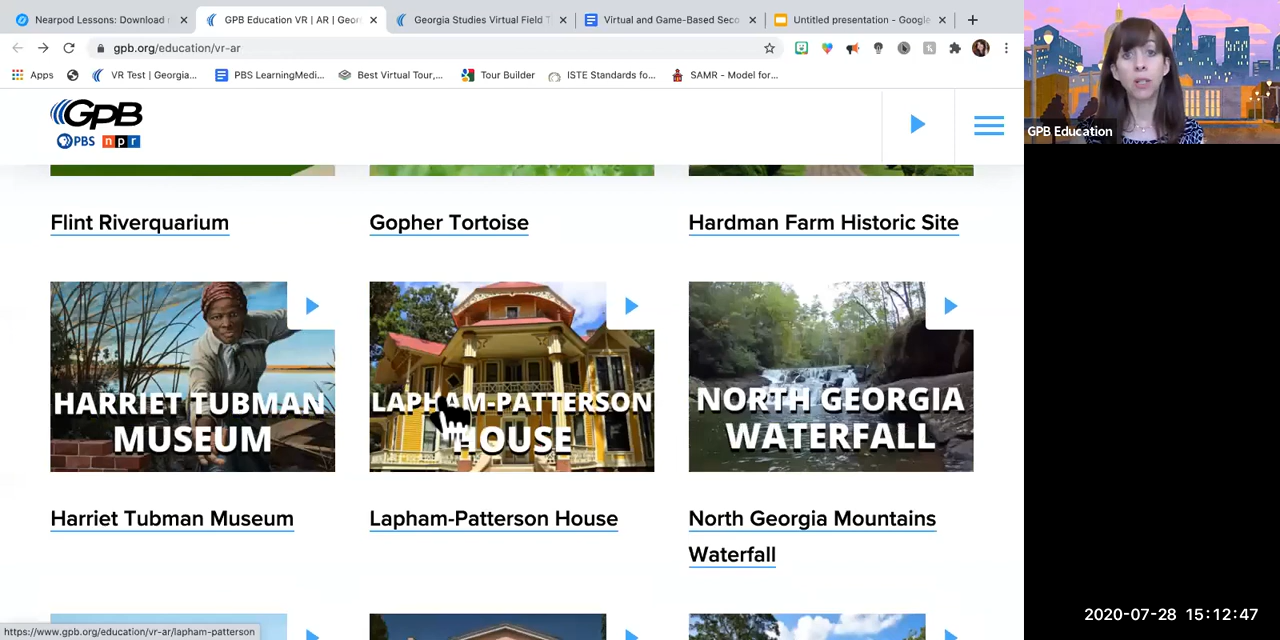 Nearpod Lessons: Download
GPB Education VR | AR | Geor
Georgia Studies Virtual Field T
Virtual and Game-Based Seco
Untitled presentation - Google
gpb.org/education/vr-ar
Apps
VR Test | Georgia...
PBS LearningMedi...
Best Virtual Tour,...
Tour Builder
ISTE Standards fo...
SAMR - Model for...
GPB Education
GPB
PBS
npr
Flint Riverquarium
Gopher Tortoise
Hardman Farm Historic Site
HARRIET TUBMAN
MUSEUM
LAPHAM-PATTERSON
HOUSE
NORTH GEORGIA
WATERFALL
Harriet Tubman Museum
Lapham-Patterson House
North Georgia Mountains
Waterfall
https://www.gpb.org/education/vr-ar/lapham-patterson
2020-07-28 15:12:47